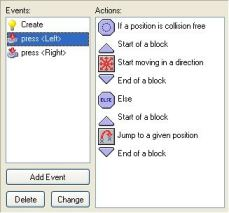 Events:
Create
press <Left>
press <Right>
Add Event
Delete
Change
Actions:
If a position is collision free
Start of a block
Start moving in a direction
End of a block
ELSE
Else
Start of a block
Jump to a given position
End of a block